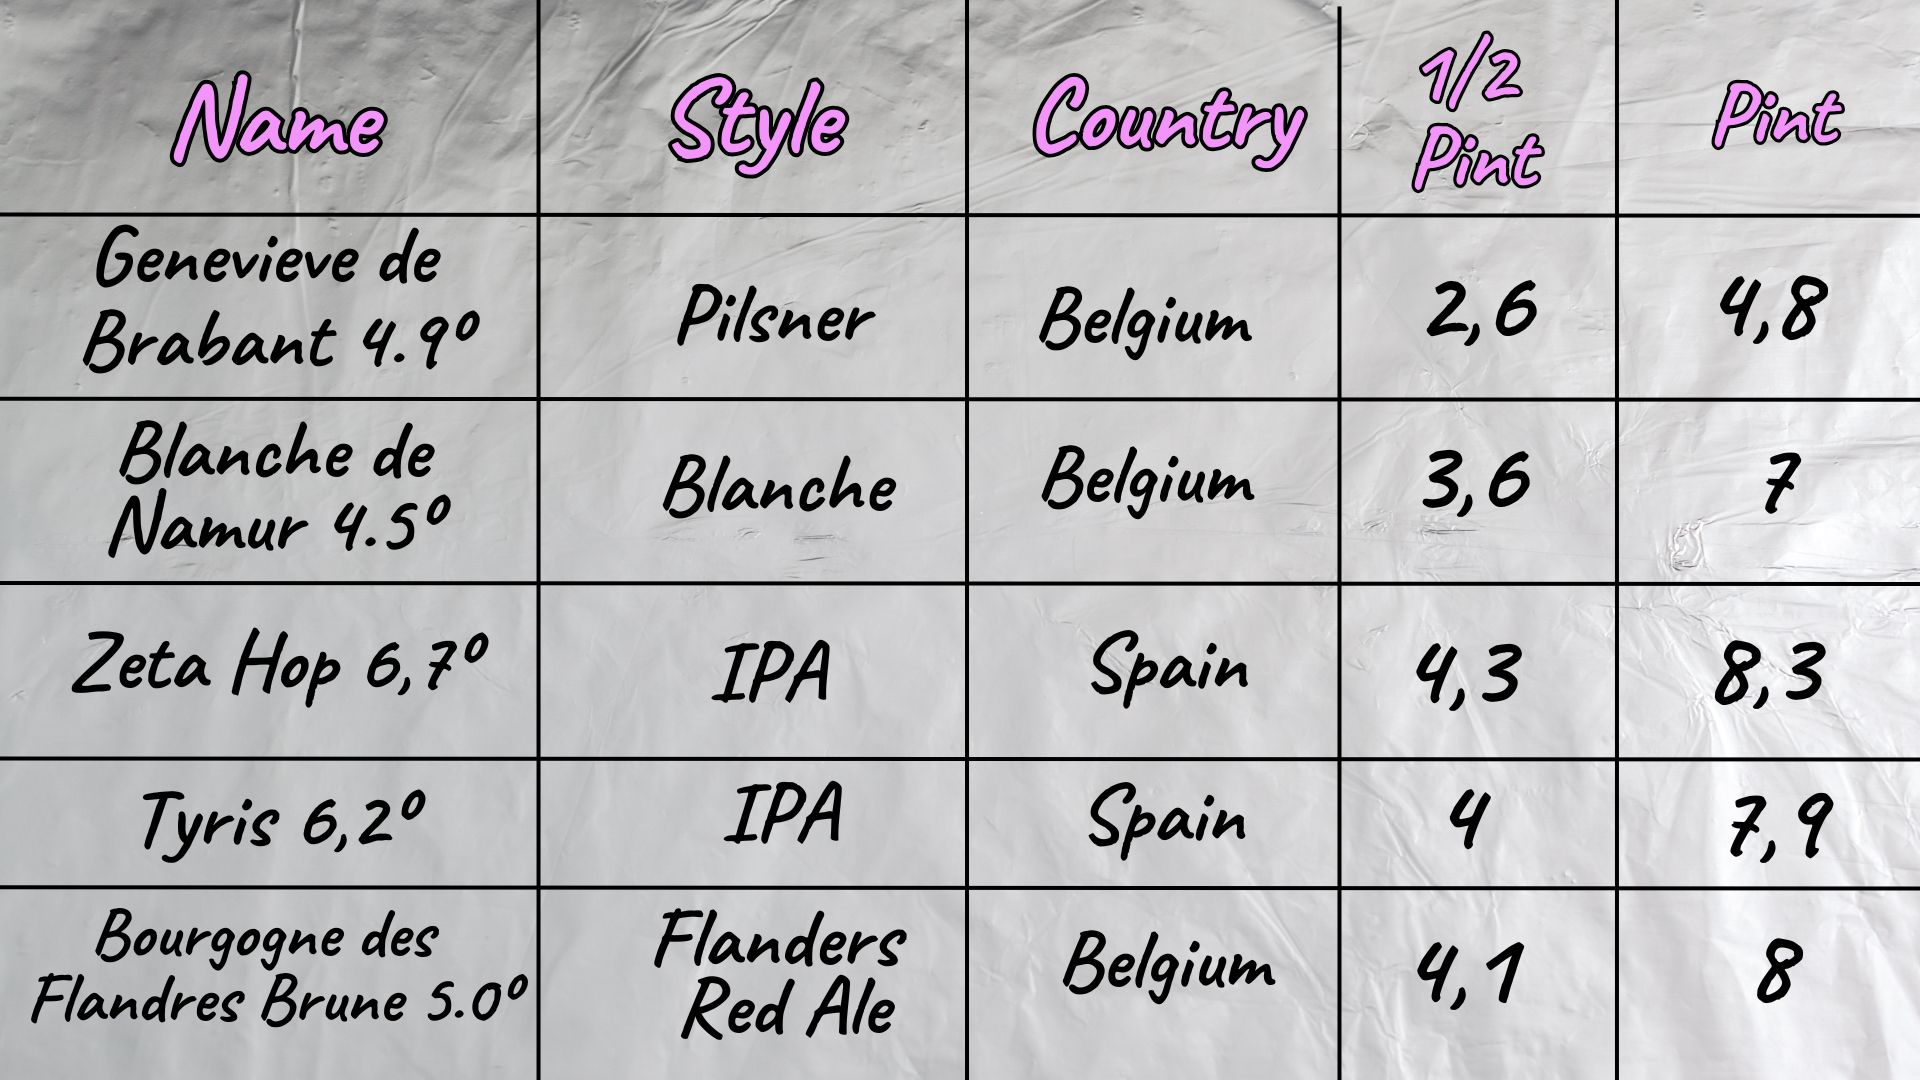 Name
Style
Country
1/2
Pint
Pint
Genevieve de
Brabant 4.9º
Pilsner
Belgium
2,6
4,8
Blanche de
Namur 4.5º
Blanche
Belgium
3,6
7
Zeta Hop 6,7º
IPA
Spain
4,3
8,3
Tyris 6,2º
IPA
Spain
4
7,9
Bourgogne des
Flandres Brune 5.0º
Flanders
Red Ale
Belgium
4,1
8